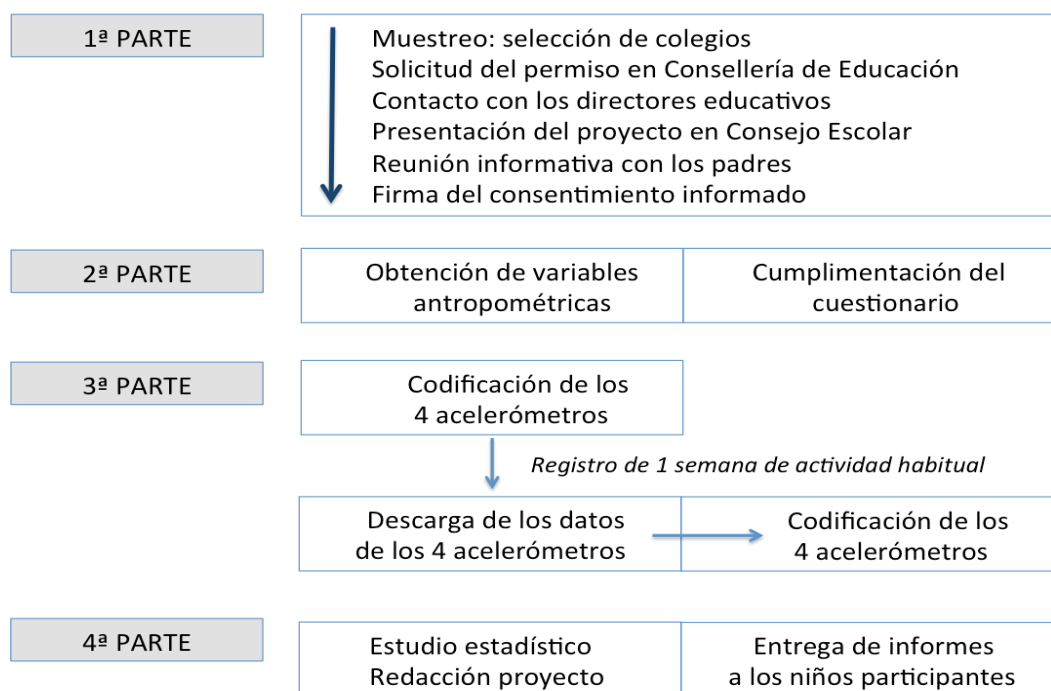 1ª PARTE
Muestreo: selección de colegios
Solicitud del permiso en Consellería de Educación
Contacto con los directores educativos
Presentación del proyecto en Consejo Escolar
Reunión informativa con los padres
Firma del consentimiento informado
2ª PARTE
Obtención de variables
antropométricas
Cumplimentación del
cuestionario
3ª PARTE
Codificación de los
4 acelerómetros
Registro de 1 semana de actividad habitual
Descarga de los datos
de los 4 acelerómetros
Codificación de los
4 acelerómetros
4ª PARTE
Estudio estadístico
Redacción proyecto
Entrega de informes
a los niños participantes